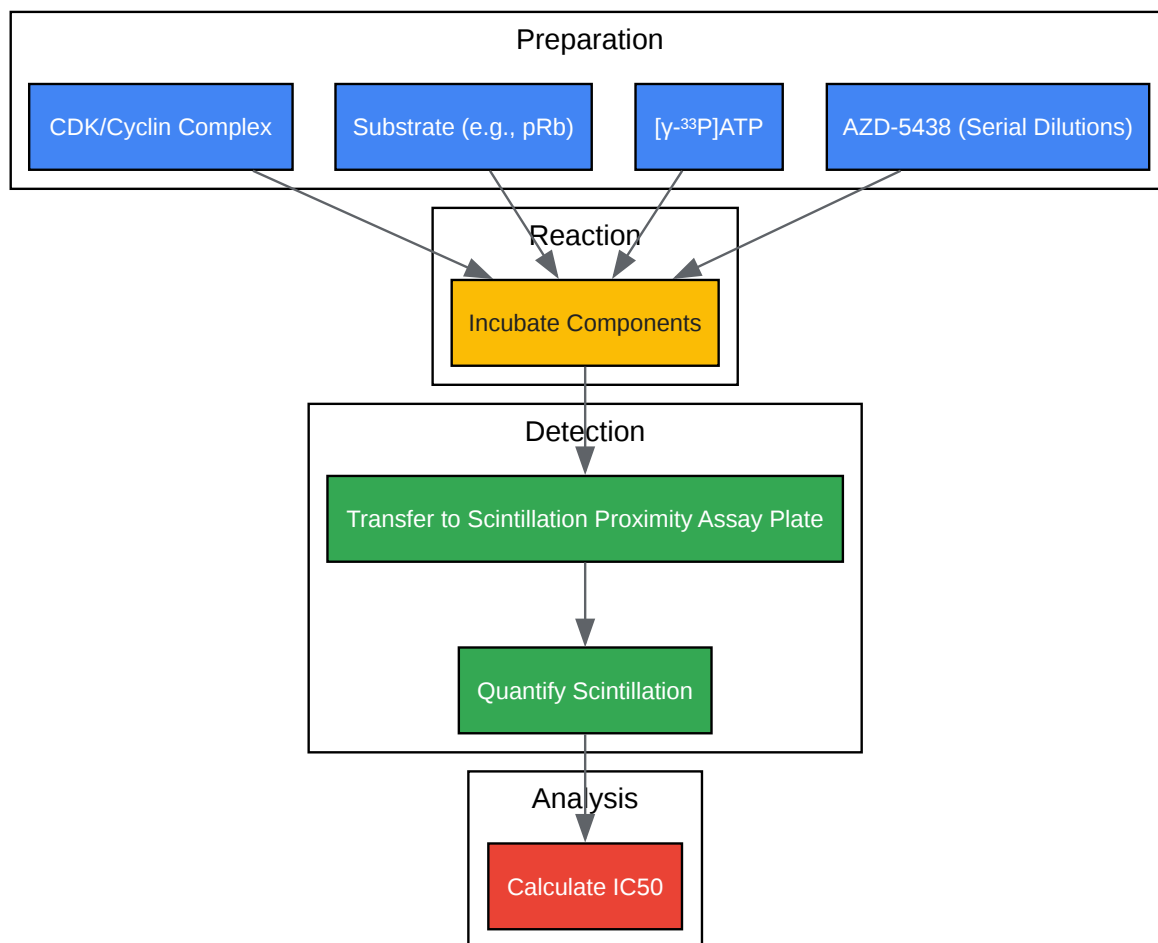 Preparation
CDK/Cyclin Complex
Substrate (e.g., pRb)
[γ-³³P]ATP
AZD-5438 (Serial Dilutions)
Reaction
Incubate Components
Detection
Transfer to Scintillation Proximity Assay Plate
Quantify Scintillation
Analysis
Calculate IC50